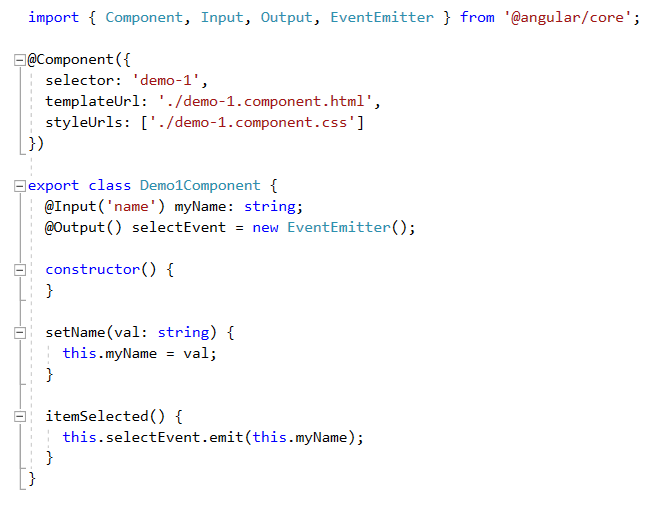 import { Component, Input, Output, EventEmitter } from '@angular/core';
@Component({
selector: 'demo-1',
templateUrl: './demo-1.component.html',
styleUrls: ['./demo-1.component.css']
})
export class Demo1Component {
@Input('name') myName: string;
@Output() selectEvent = new EventEmitter();
constructor() {
}
setName(val: string) {
this.myName = val;
}
itemSelected() {
this.selectEvent.emit(this.myName);
}
}